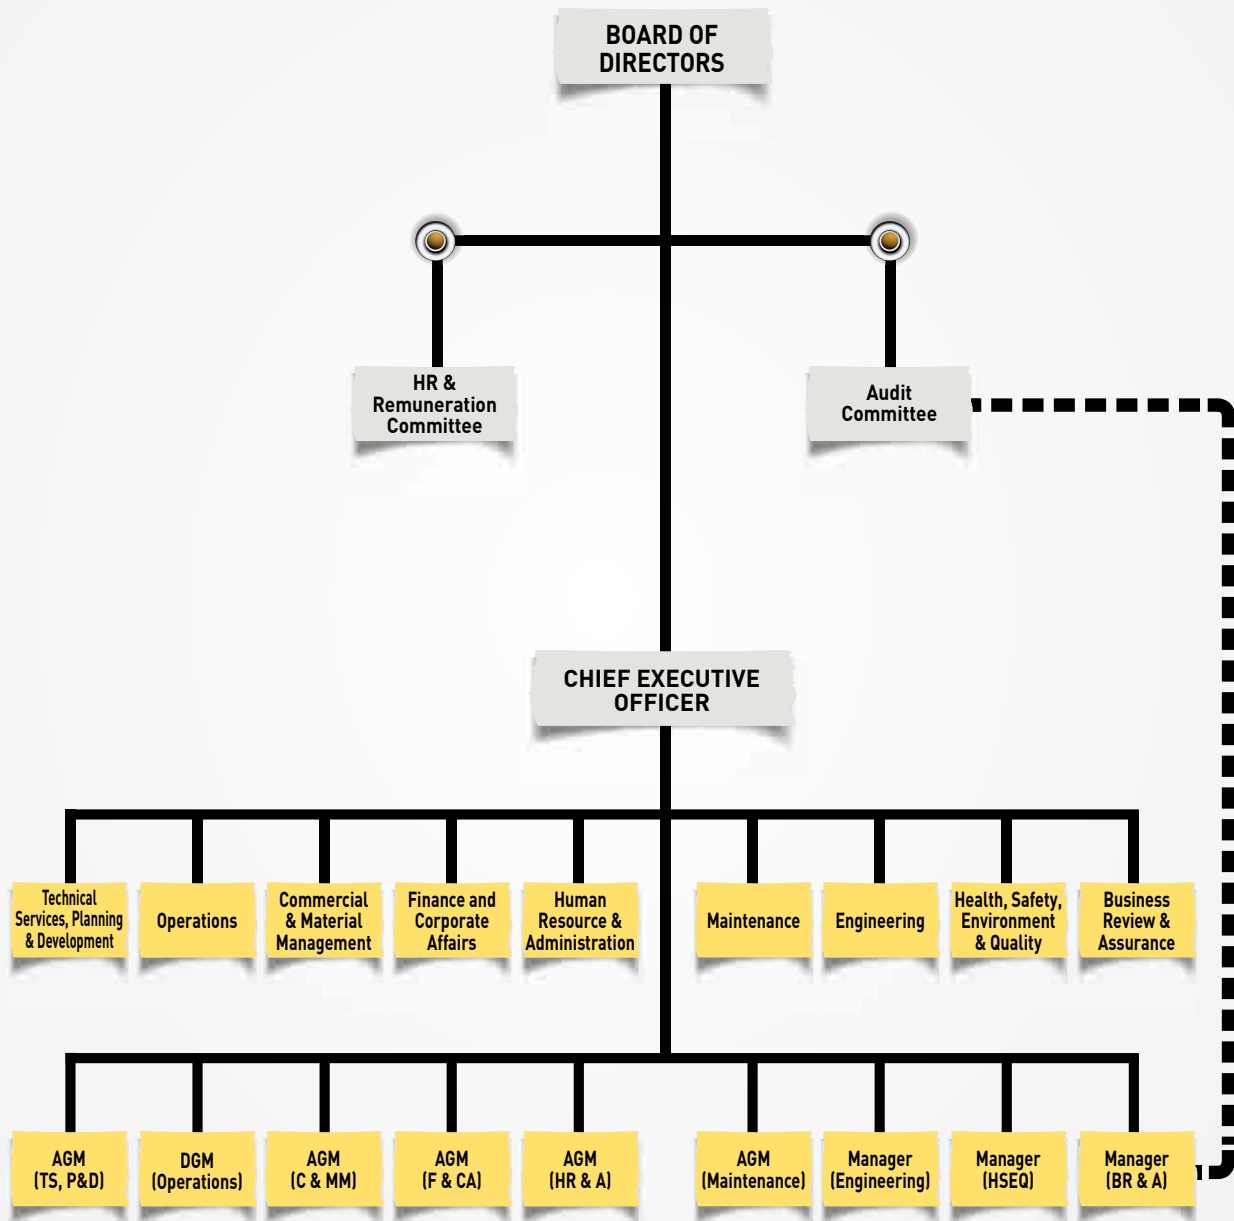 BOARD OF
DIRECTORS
HR &
Remuneration
Committee
Audit
Committee
CHIEF EXECUTIVE
OFFICER
Technical
Services, Planning
& Development
Operations
Commercial
& Material
Management
Finance and
Corporate
Affairs
Human
Resource &
Administration
Maintenance
Engineering
Health, Safety,
Environment
& Quality
Business
Review &
Assurance
AGM
(TS, P&D)
DGM
(Operations)
AGM
(C & MM)
AGM
(F & CA)
AGM
(HR & A)
AGM
(Maintenance)
Manager
(Engineering)
Manager
(HSEQ)
Manager
(BR & A)